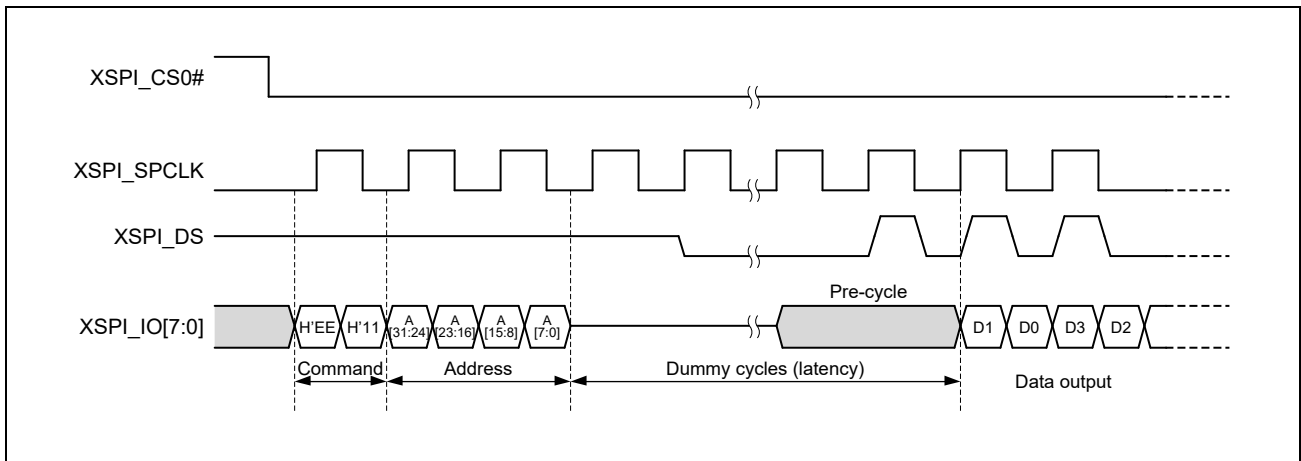 XSPI_CS0#
XSPI_SPCLK
XSPI_DS
Pre-cycle
XSPI_IO[7:0]
H'EE
H'11
A
[31:24]
A
[23:16]
A
[15:8]
A
[7:0]
D1
D0
D3
D2
Command
Address
Dummy cycles (latency)
Data output